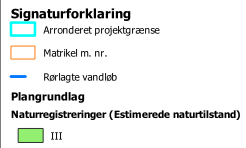 Signaturforklaring
Arronderet projektgrænse
Matrikel m. nr.
Rørlagte vandløb
Plangrundlag
Naturregistreringer (Estimerede naturtilstand)
III